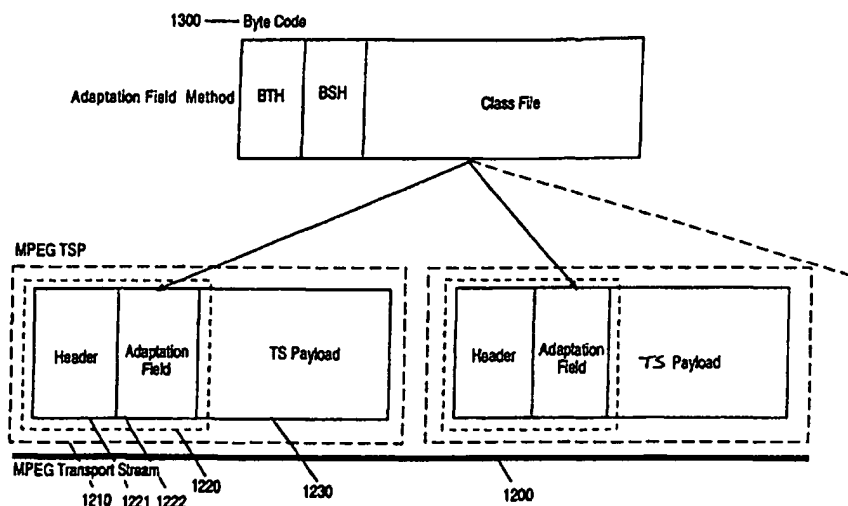 1300 Byte Code
Adaptation Field Method
BTH
BSH
Class File
MPEG TSP
Header
Adaptation
Field
TS Payload
Header
Adaptation
Field
TS Payload
MPEG Transport Stream
1210
1221
1222
1220
1230
1200